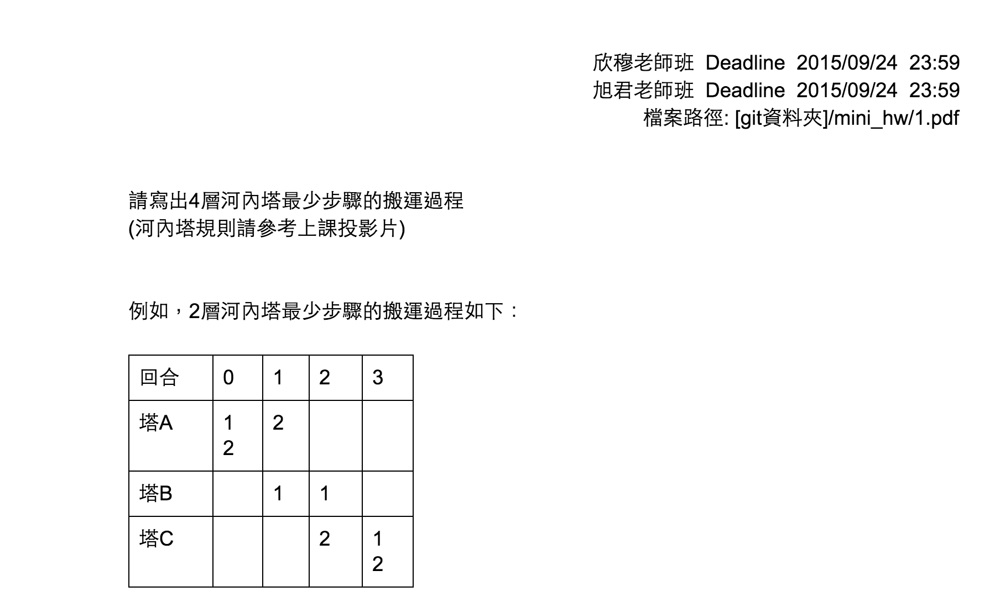 欣穆老師班 Deadline 2015/09/24 23:59
旭君老師班 Deadline 2015/09/24 23:59
檔案路徑: [git資料夾]/mini_hw/1.pdf
請寫出4層河內塔最少步驟的搬運過程
(河內塔規則請參考上課投影片)
例如，2層河內塔最少步驟的搬運過程如下：
回合 0 1 2 3
塔A 1 2
2
塔B 1 1
塔C 2 1
2